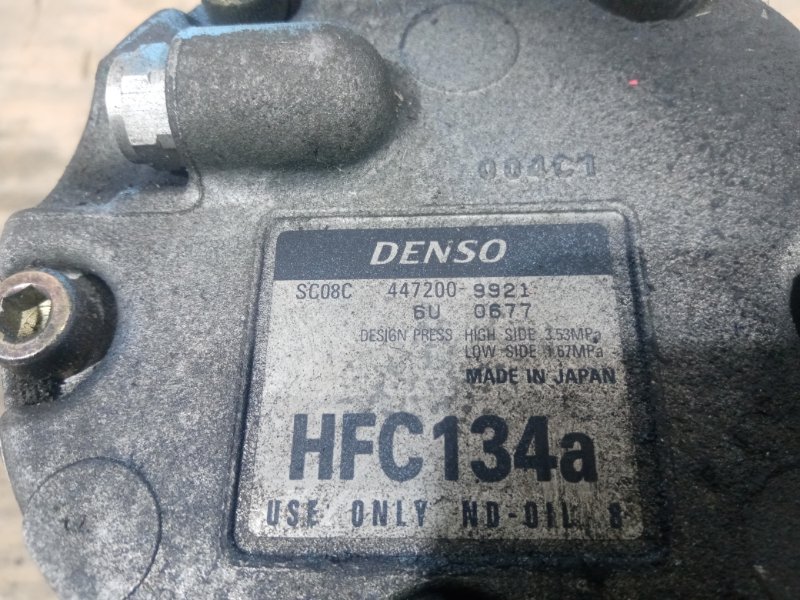 004C1
DENSO
SC08C 447200-9921
6U 0677
DESIGN PRESS HIGH SIDE 3.53MPa
LOW SIDE 1.67MPa
MADE IN JAPAN
HFC134a
USE ONLY ND-OIL 8